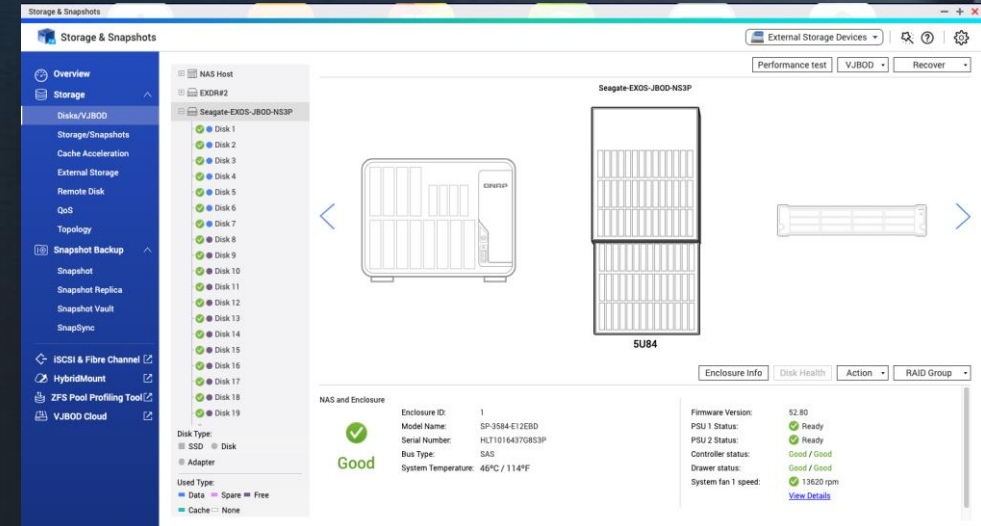 Storage & Snapshots
Storage & Snapshots
External Storage Devices
Overview
Storage
Disks/VJBOD
Storage/Snapshots
Cache Acceleration
External Storage
Remote Disk
QoS
Topology
Snapshot Backup
Snapshot
Snapshot Replica
Snapshot Vault
SnapSync
iSCSI & Fibre Channel
HybridMount
ZFS Pool Profiling Tool
VJBOD Cloud
NAS Host
EXDR#2
Seagate-EXOS-JBOD-NS3P
Disk 1
Disk 2
Disk 3
Disk 4
Disk 5
Disk 6
Disk 7
Disk 8
Disk 9
Disk 10
Disk 11
Disk 12
Disk 13
Disk 14
Disk 15
Disk 16
Disk 17
Disk 18
Disk 19
Disk Type:
SSD Disk
Adapter
Used Type:
Data Spare Free
Cache None
Performance test VJBOD Recover
Seagate-EXOS-JBOD-NS3P
QNAP
5U84
Enclosure Info Disk Health Action RAID Group
NAS and Enclosure
Good
Enclosure ID: 1
Model Name: SP-3584-E12EBD
Serial Number: HLT1016437G8S3P
Bus Type: SAS
System Temperature: 46ºC / 114ºF
Firmware Version: 52.80
PSU 1 Status: Ready
PSU 2 Status: Ready
Controller status: Good / Good
Drawer status: Good / Good
System fan 1 speed: 13620 rpm
View Details